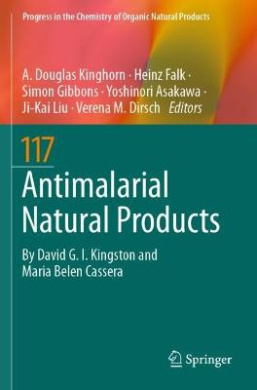 Progress in the Chemistry of Organic Natural Products
A. Douglas Kinghorn · Heinz Falk ·
Simon Gibbons · Yoshinori Asakawa ·
Ji-Kai Liu · Verena M. Dirsch Editors
117
Antimalarial
Natural Products
By David G. I. Kingston and
Maria Belen Cassera
Springer